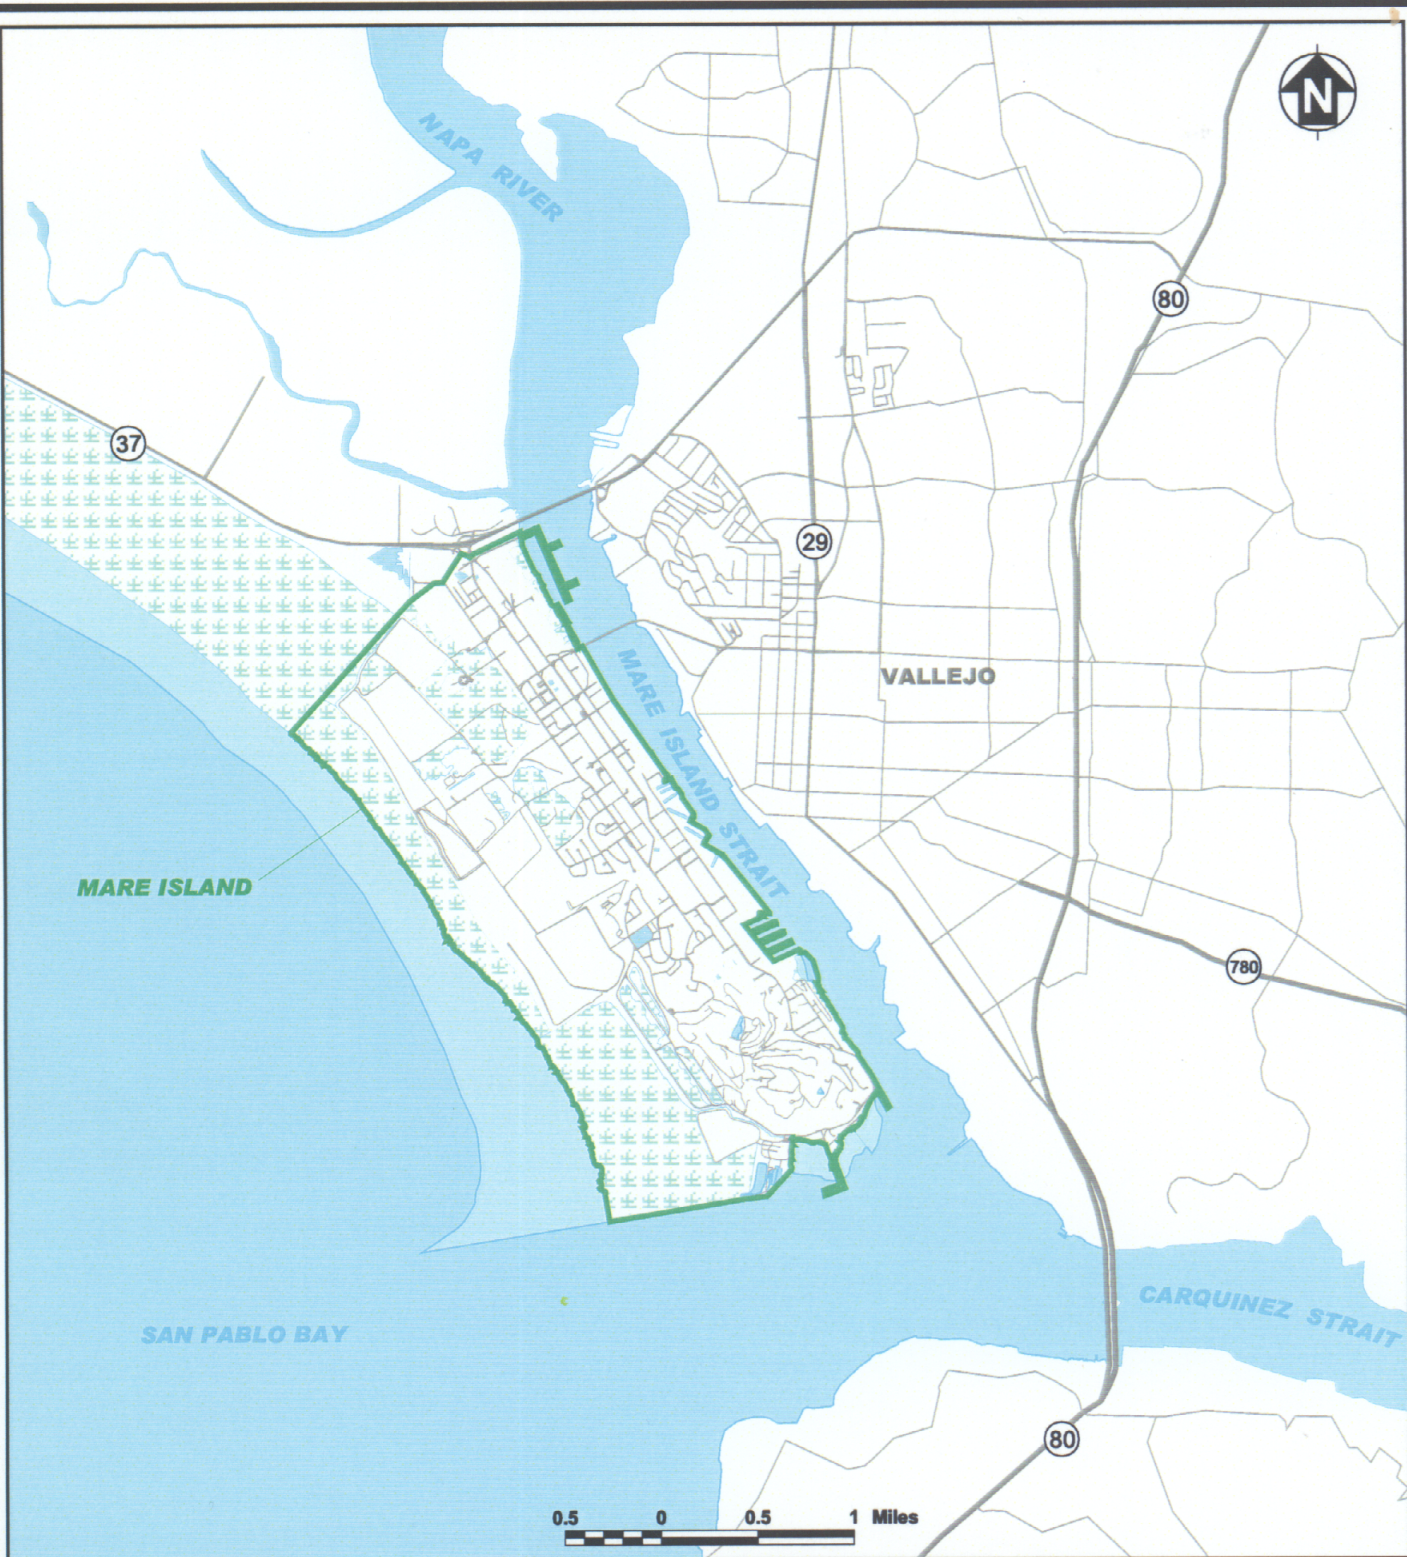 N
NAPA RIVER
80
37
29
VALLEJO
MARE ISLAND STRAIT
MARE ISLAND
780
CARQUINEZ STRAIT
SAN PABLO BAY
80
0.5 0 0.5 1 Miles